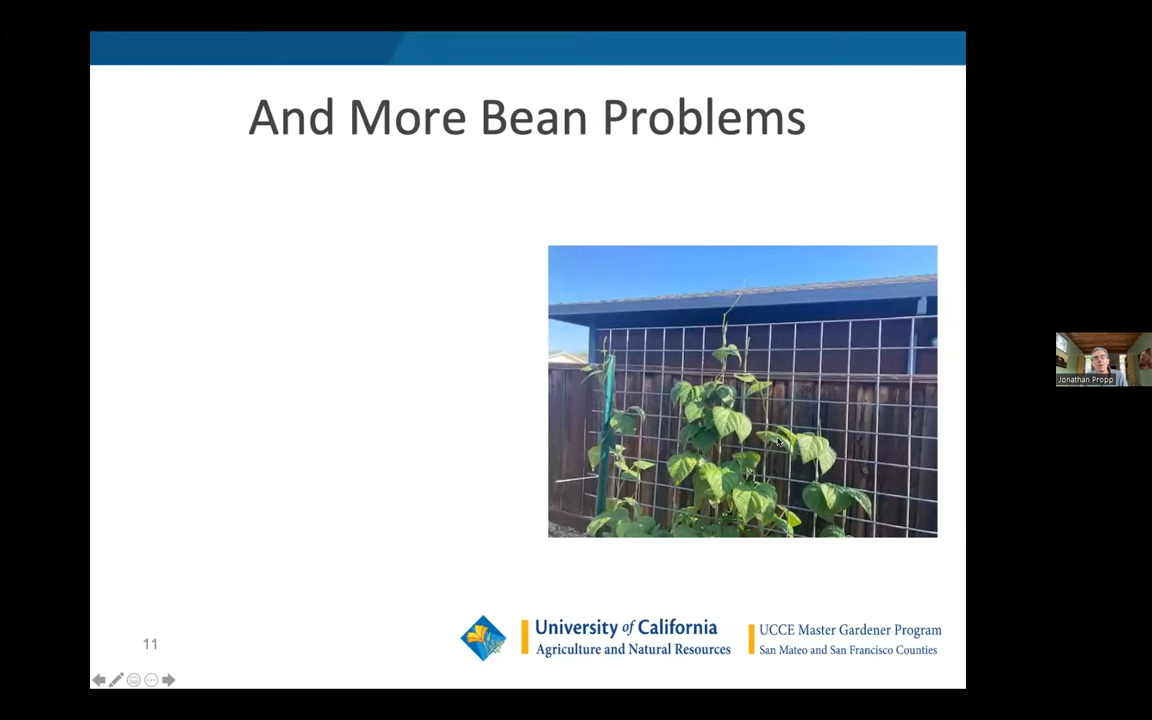 And More Bean Problems
Jonathan Propp
11
University of California
Agriculture and Natural Resources
UCCE Master Gardener Program
San Mateo and San Francisco Counties